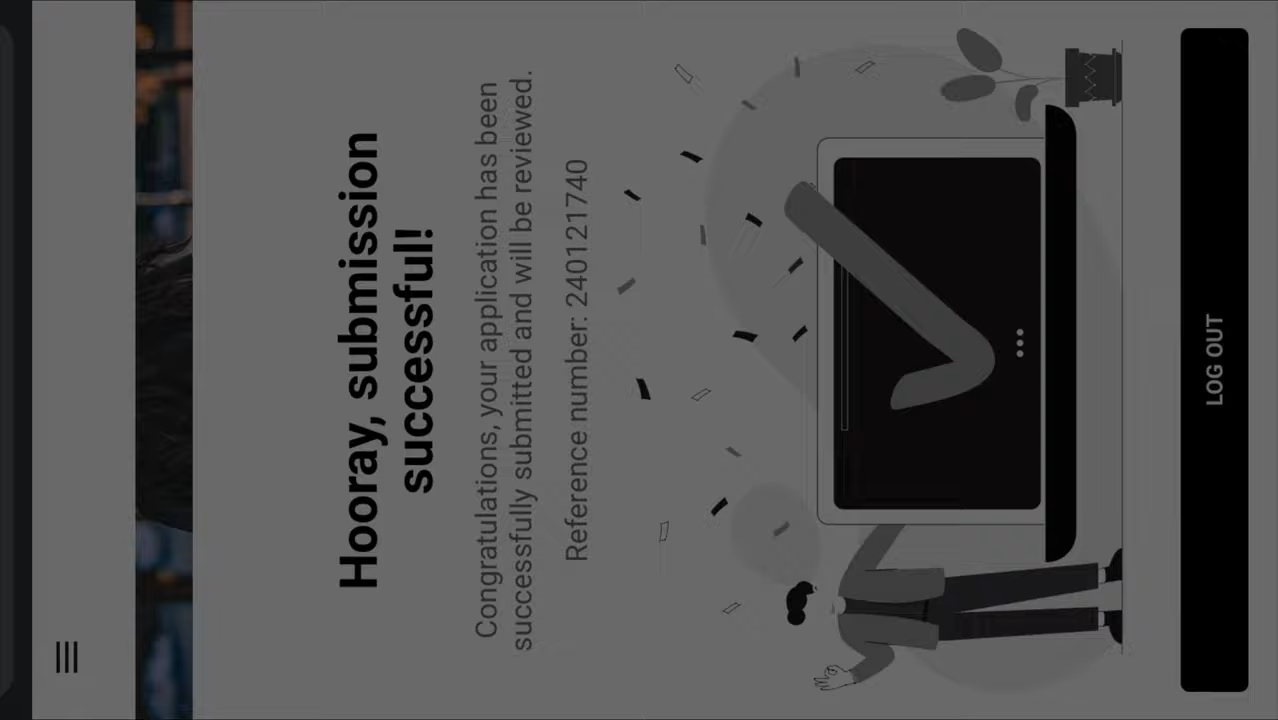 Hooray, submission
successful!
Congratulations, your application has been
successfully submitted and will be reviewed.
Reference number: 240121740
LOG OUT